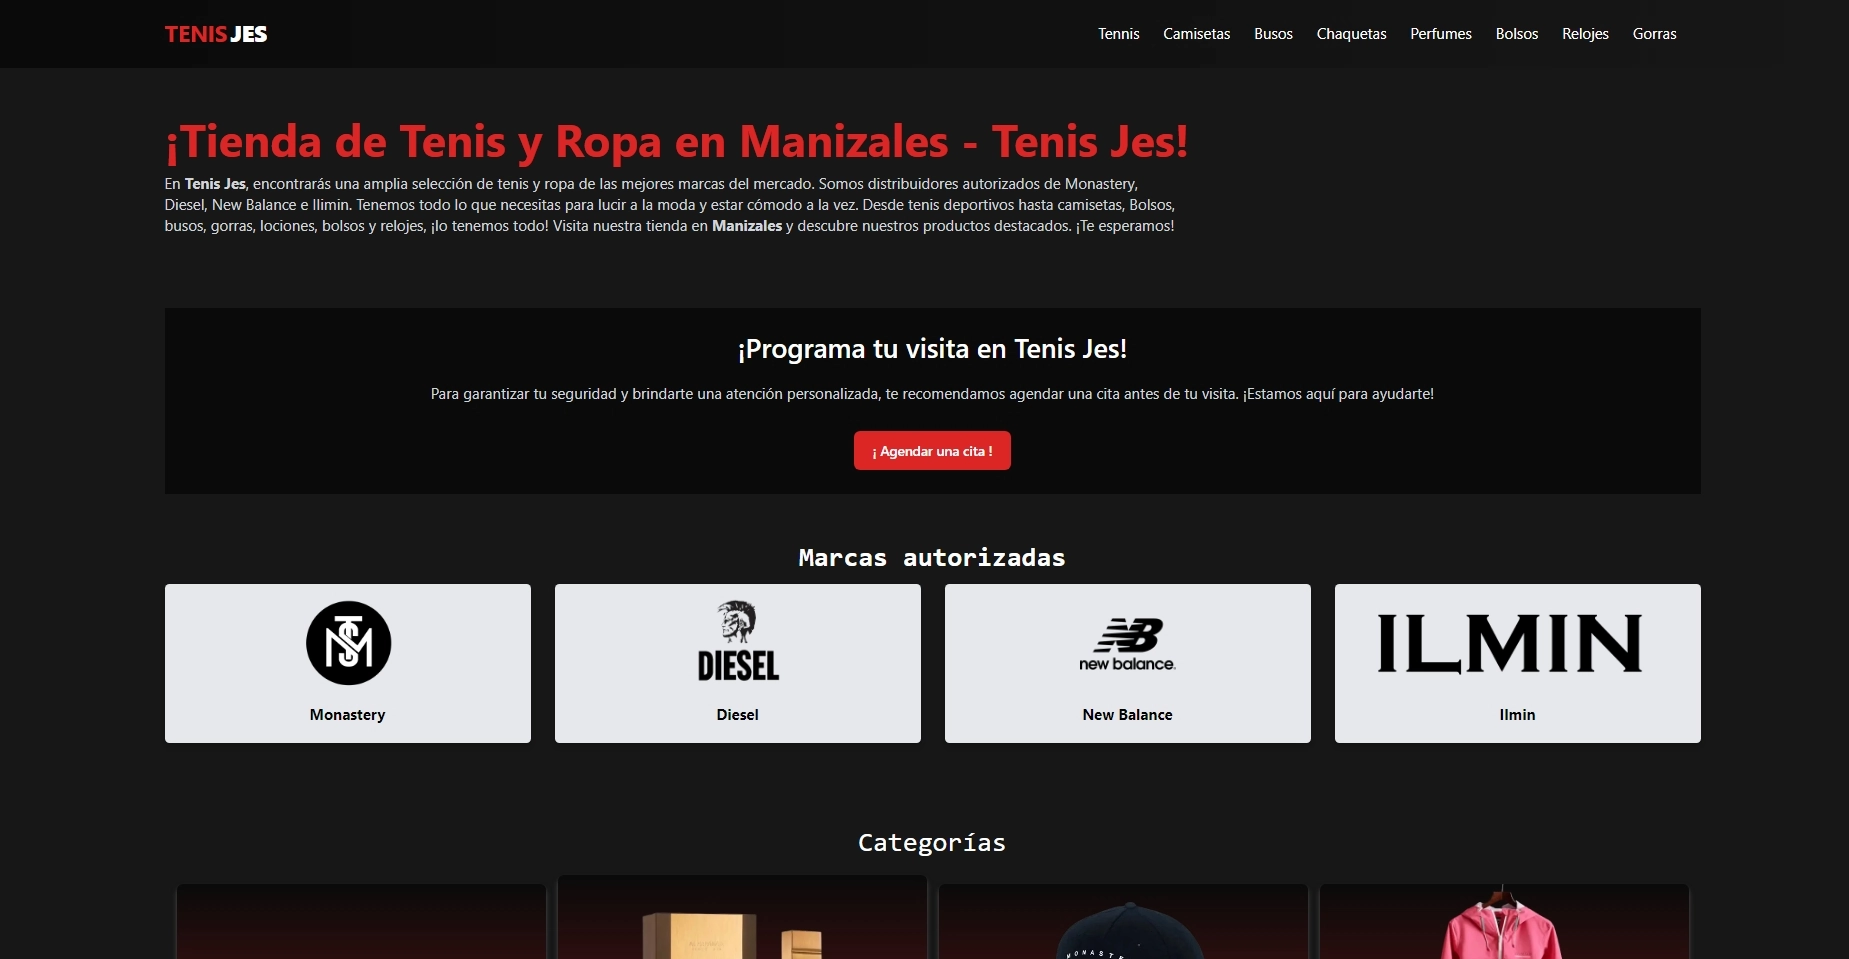 TENIS JES
Tennis Camisetas Busos Chaquetas Perfumes Bolsos Relojes Gorras
¡Tienda de Tenis y Ropa en Manizales - Tenis Jes!
En Tenis Jes, encontrarás una amplia selección de tenis y ropa de las mejores marcas del mercado. Somos distribuidores autorizados de Monastery,
Diesel, New Balance e Ilimin. Tenemos todo lo que necesitas para lucir a la moda y estar cómodo a la vez. Desde tenis deportivos hasta camisetas, Bolsos,
busos, gorras, lociones, bolsos y relojes, ¡lo tenemos todo! Visita nuestra tienda en Manizales y descubre nuestros productos destacados. ¡Te esperamos!
¡Programa tu visita en Tenis Jes!
Para garantizar tu seguridad y brindarte una atención personalizada, te recomendamos agendar una cita antes de tu visita. ¡Estamos aquí para ayudarte!
¡ Agendar una cita !
Marcas autorizadas
DIESEL
new balance.
ILMIN
Monastery
Diesel
New Balance
Ilmin
Categorías